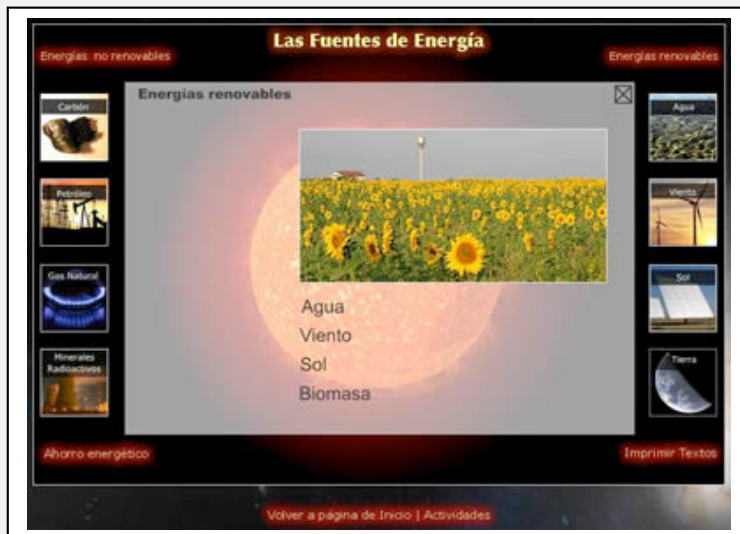 Las Fuentes de Energía
Energías no renovables
Energías renovables
Energías renovables
Carbón
Petróleo
Gas Natural
Minerales
Radioactivos
Agua
Viento
Sol
Biomasa
Agua
Viento
Sol
Tierra
Ahorro energético
Imprimir Textos
Volver a página de Inicio | Actividades